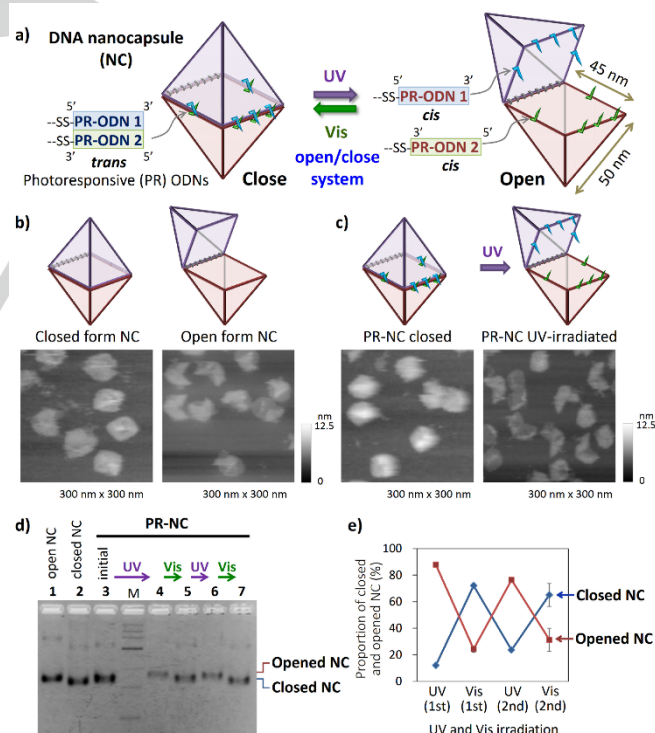 a)
DNA nanocapsule
(NC)
5’ 3’
--SS-PR-ODN 1
--SS-PR-ODN 2
3’ 5’
trans
Photoresponsive (PR) ODNs
Close
UV
Vis
open/close
system
5’ 3’
--SS-PR-ODN 1
cis
3’ 5’
--SS-PR-ODN 2
cis
Open
45 nm
50 nm
b)
Closed form NC
Open form NC
nm
12.5
0
300 nm x 300 nm
300 nm x 300 nm
c)
UV
PR-NC closed
PR-NC UV-irradiated
nm
12.5
0
300 nm x 300 nm
300 nm x 300 nm
d)
open NC
closed NC
PR-NC
initial
UV
Vis
UV
Vis
1 2 3 M 4 5 6 7
Opened NC
Closed NC
e)
Proportion of closed
and opened NC (%)
100
80
60
40
20
0
Closed NC
Opened NC
UV Vis UV Vis
(1st) (1st) (2nd) (2nd)
UV and Vis irradiation